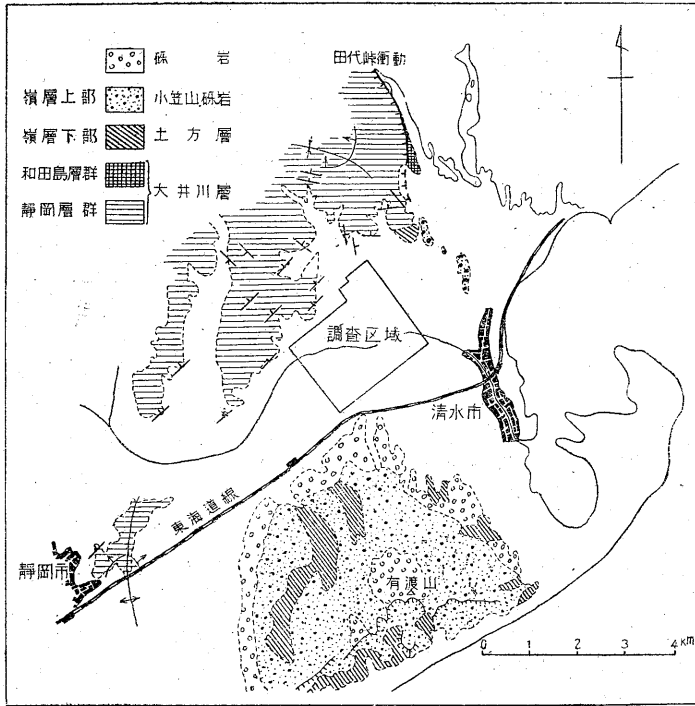 礫岩
嶺層上部 小笠山礫岩
嶺層下部 土方層
和田島層群
大井川層
靜岡層群
田代峠衝動
調査区域
清水市
東海道線
靜岡市
有渡山
0 1 2 3 4 km